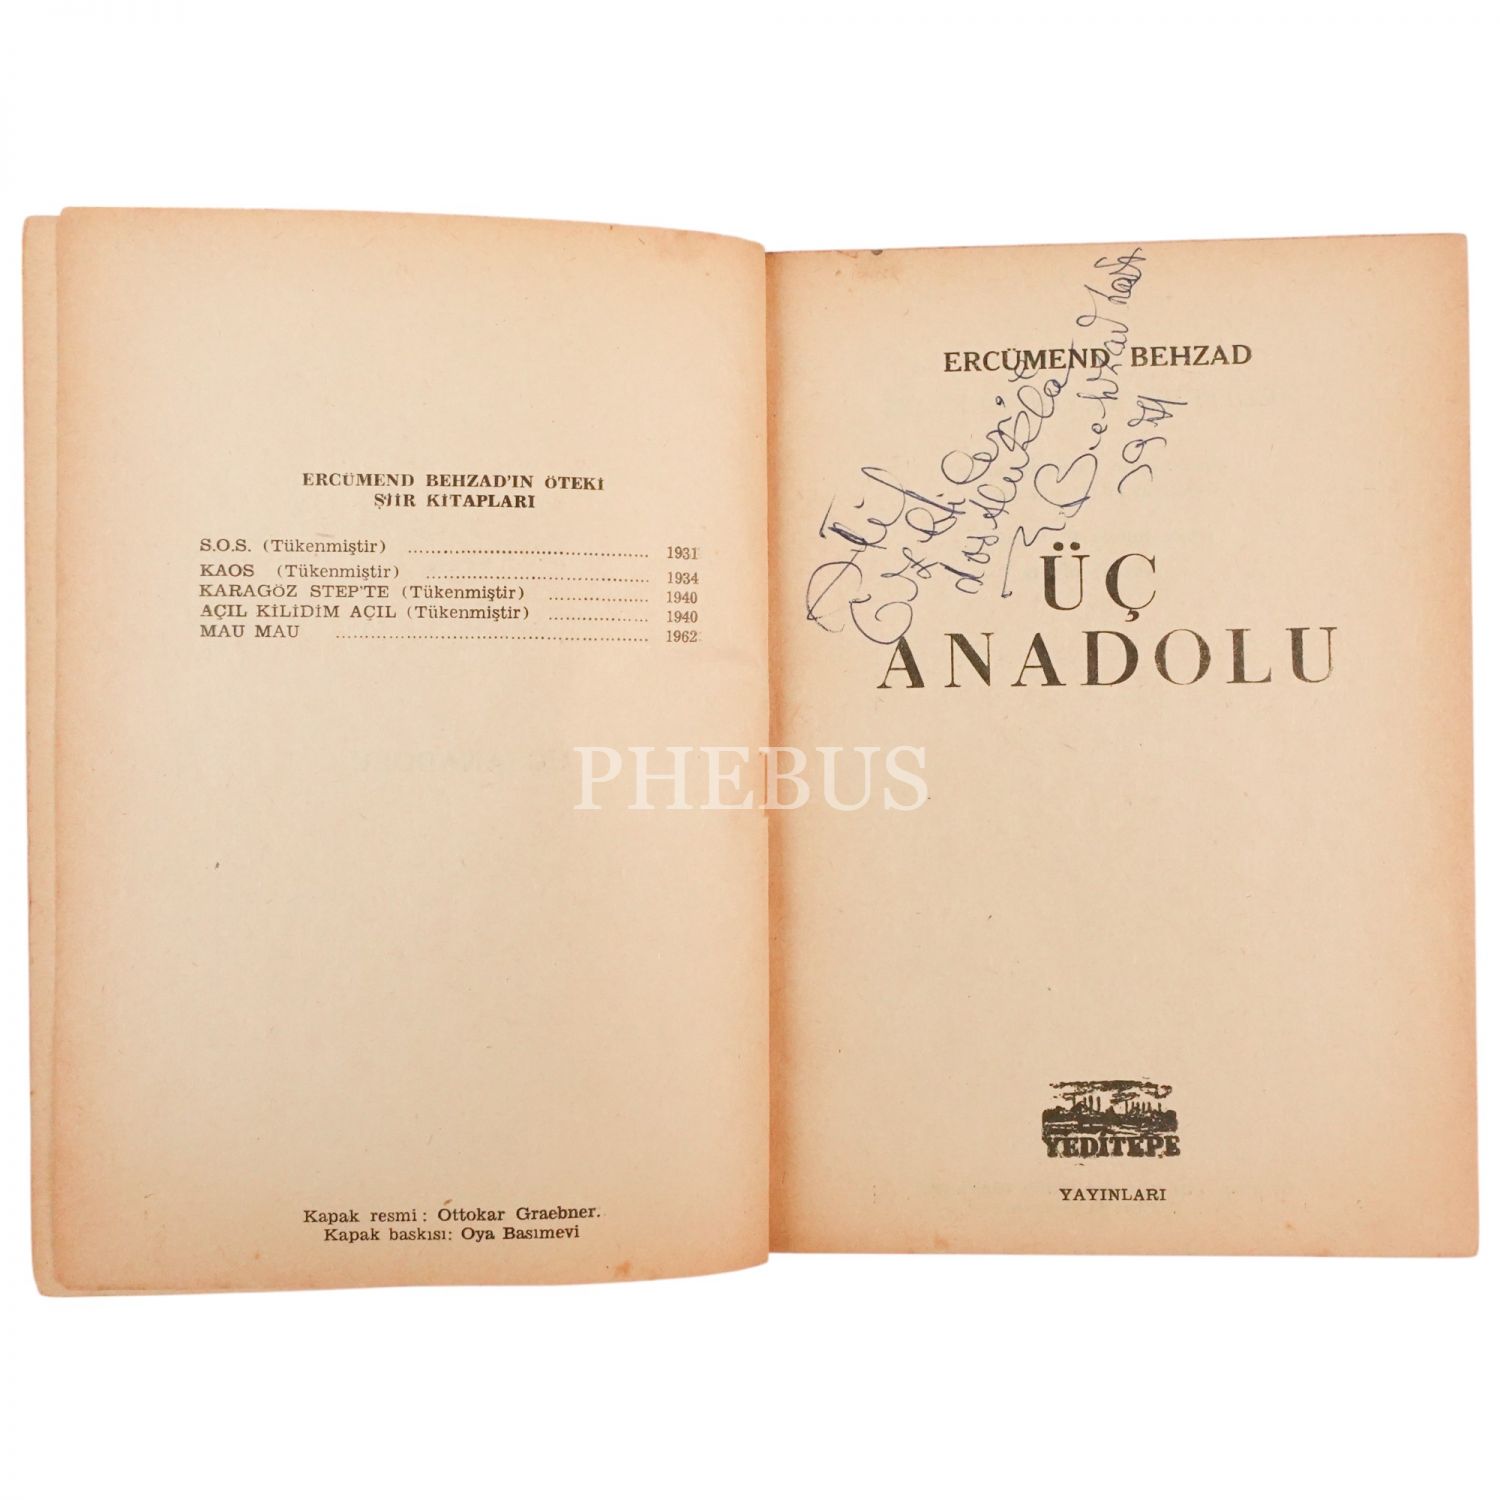 ERCÜMEND BEHZAD'IN ÖTEKİ
ŞİİR KİTAPLARI
S.O.S. (Tükenmiştir) ........................................ 1931
KAOS (Tükenmiştir) ..................................... 1934
KARAGÖZ STEP'TE (Tükenmiştir) .................. 1940
AÇIL KİLİDİM AÇIL (Tükenmiştir) .................. 1940
MAU MAU .................................................... 1962
Kapak resmi : Ottokar Graebner.
Kapak baskısı: Oya Basımevi
ERCÜMEND BEHZAD
dostlukla
Behzad
ÜÇ
ANADOLU
YEDİTEPE
YAYINLARI
PHEBUS